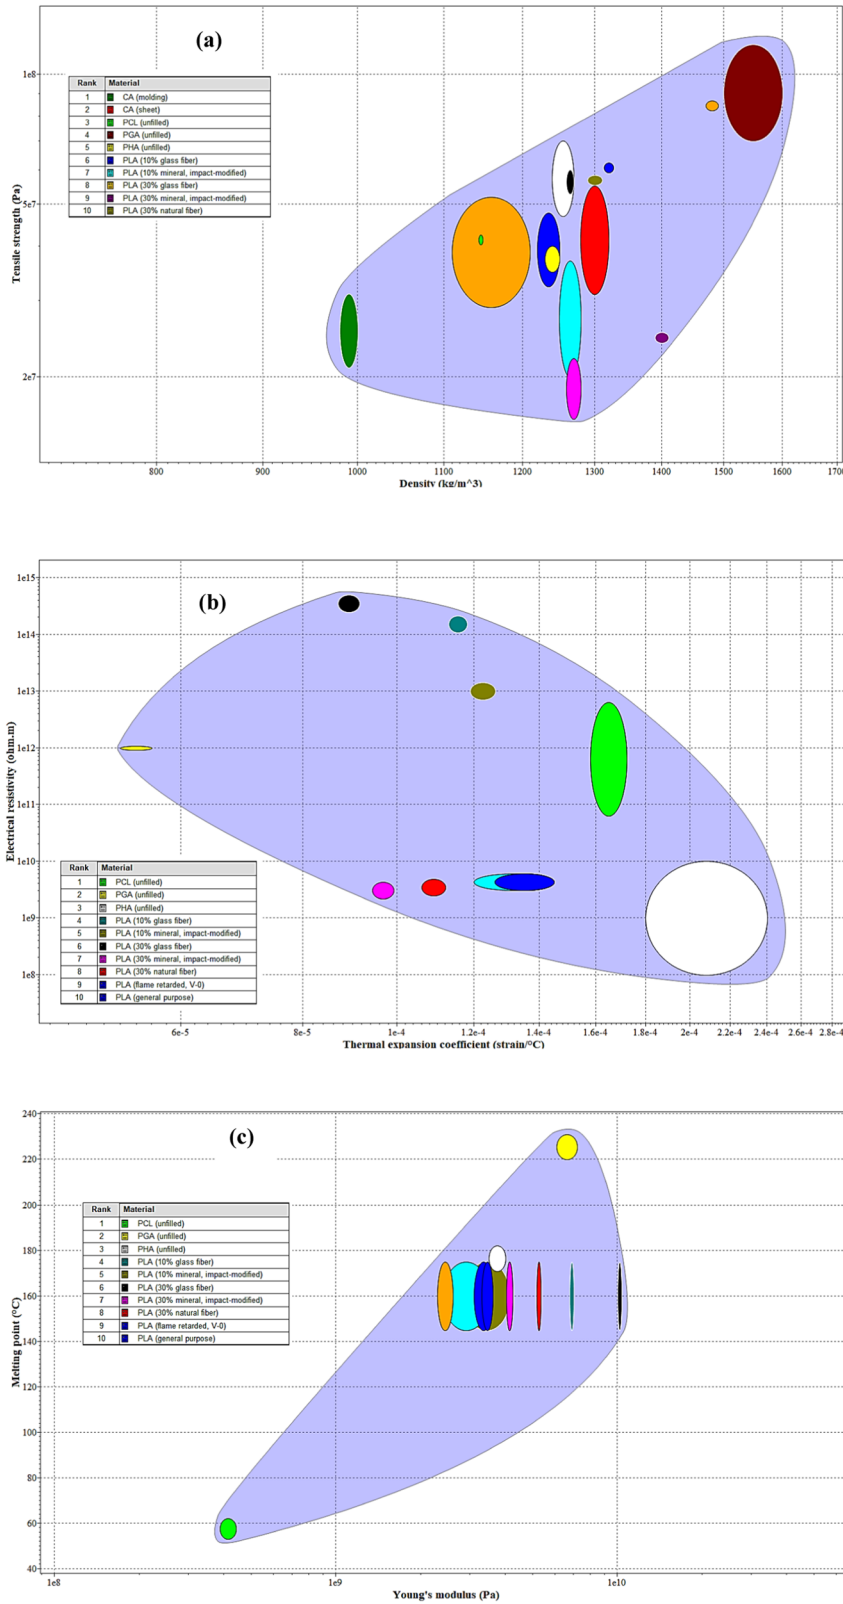 (a)
1e8
Rank Material
1 CA (molding)
2 CA (sheet)
3 PCL (unfilled)
4 PGA (unfilled)
5 PHA (unfilled)
6 PLA (10% glass fiber)
7 PLA (10% mineral, impact-modified)
8 PLA (30% glass fiber)
9 PLA (30% mineral, impact-modified)
10 PLA (30% natural fiber)
5e7
Tensile strength (Pa)
2e7
800 900 1000 1100 1200 1300 1400 1500 1600 1700
Density (kg/m^3)
(b)
1e15
1e14
1e13
1e12
1e11
1e10
1e9
1e8
Electrical resistivity (ohm.m)
Rank Material
1 PCL (unfilled)
2 PGA (unfilled)
3 PHA (unfilled)
4 PLA (10% glass fiber)
5 PLA (10% mineral, impact-modified)
6 PLA (30% glass fiber)
7 PLA (30% mineral, impact-modified)
8 PLA (30% natural fiber)
9 PLA (flame retarded, V-0)
10 PLA (general purpose)
6e-5 8e-5 1e-4 1.2e-4 1.4e-4 1.6e-4 1.8e-4 2e-4 2.2e-4 2.4e-4 2.6e-4 2.8e-4
Thermal expansion coefficient (strain/°C)
(c)
240
220
200
180
160
140
120
100
80
60
40
Melting point (°C)
Rank Material
1 PCL (unfilled)
2 PGA (unfilled)
3 PHA (unfilled)
4 PLA (10% glass fiber)
5 PLA (10% mineral, impact-modified)
6 PLA (30% glass fiber)
7 PLA (30% mineral, impact-modified)
8 PLA (30% natural fiber)
9 PLA (flame retarded, V-0)
10 PLA (general purpose)
1e8 1e9 1e10
Young's modulus (Pa)